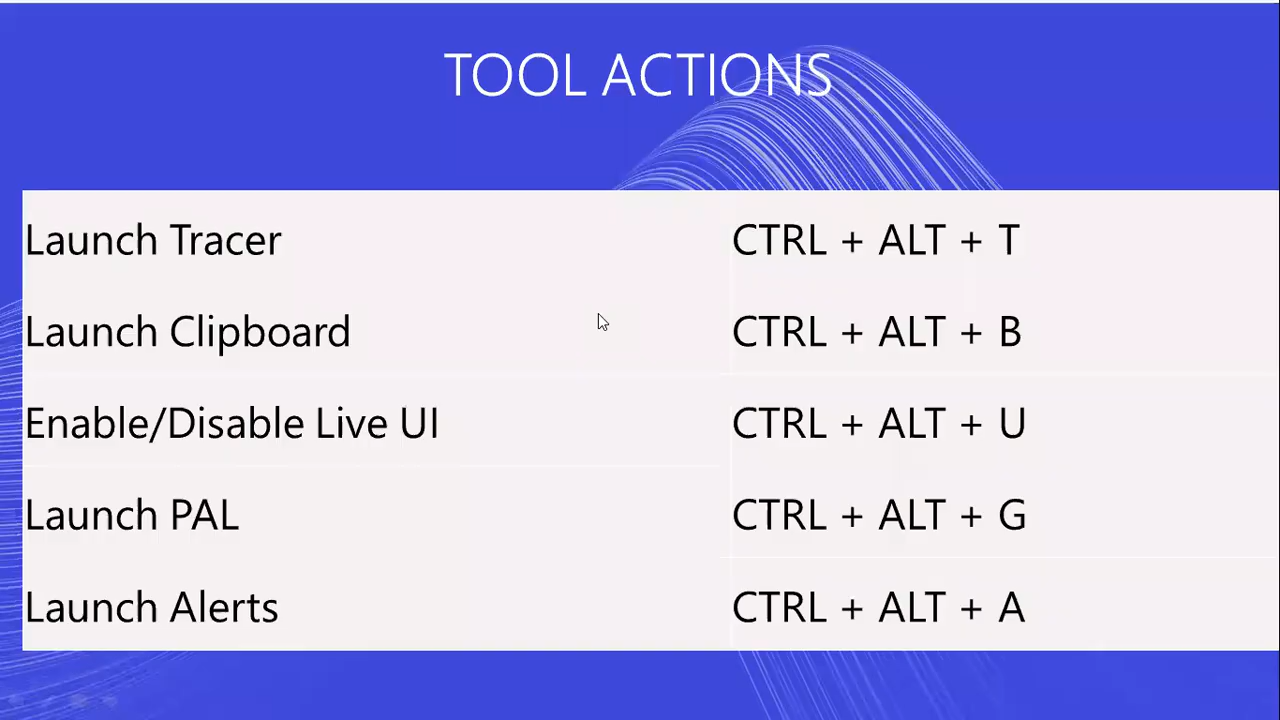 TOOL ACTIONS
Launch Tracer CTRL + ALT + T
Launch Clipboard CTRL + ALT + B
Enable/Disable Live UI CTRL + ALT + U
Launch PAL CTRL + ALT + G
Launch Alerts CTRL + ALT + A